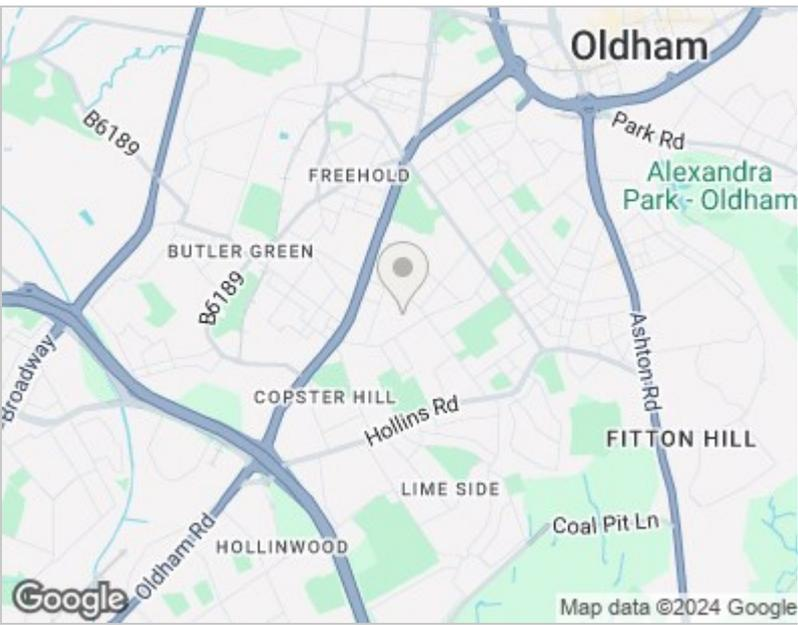 Oldham
B6189
Park Rd
FREEHOLD
Alexandra
Park - Oldham
BUTLER GREEN
B6189
Broadway
Ashton Rd
COPSTER HILL
Hollins Rd
FITTON HILL
LIME SIDE
Coal Pit Ln
Oldham Rd
HOLLINWOOD
Google
Map data ©2024 Google